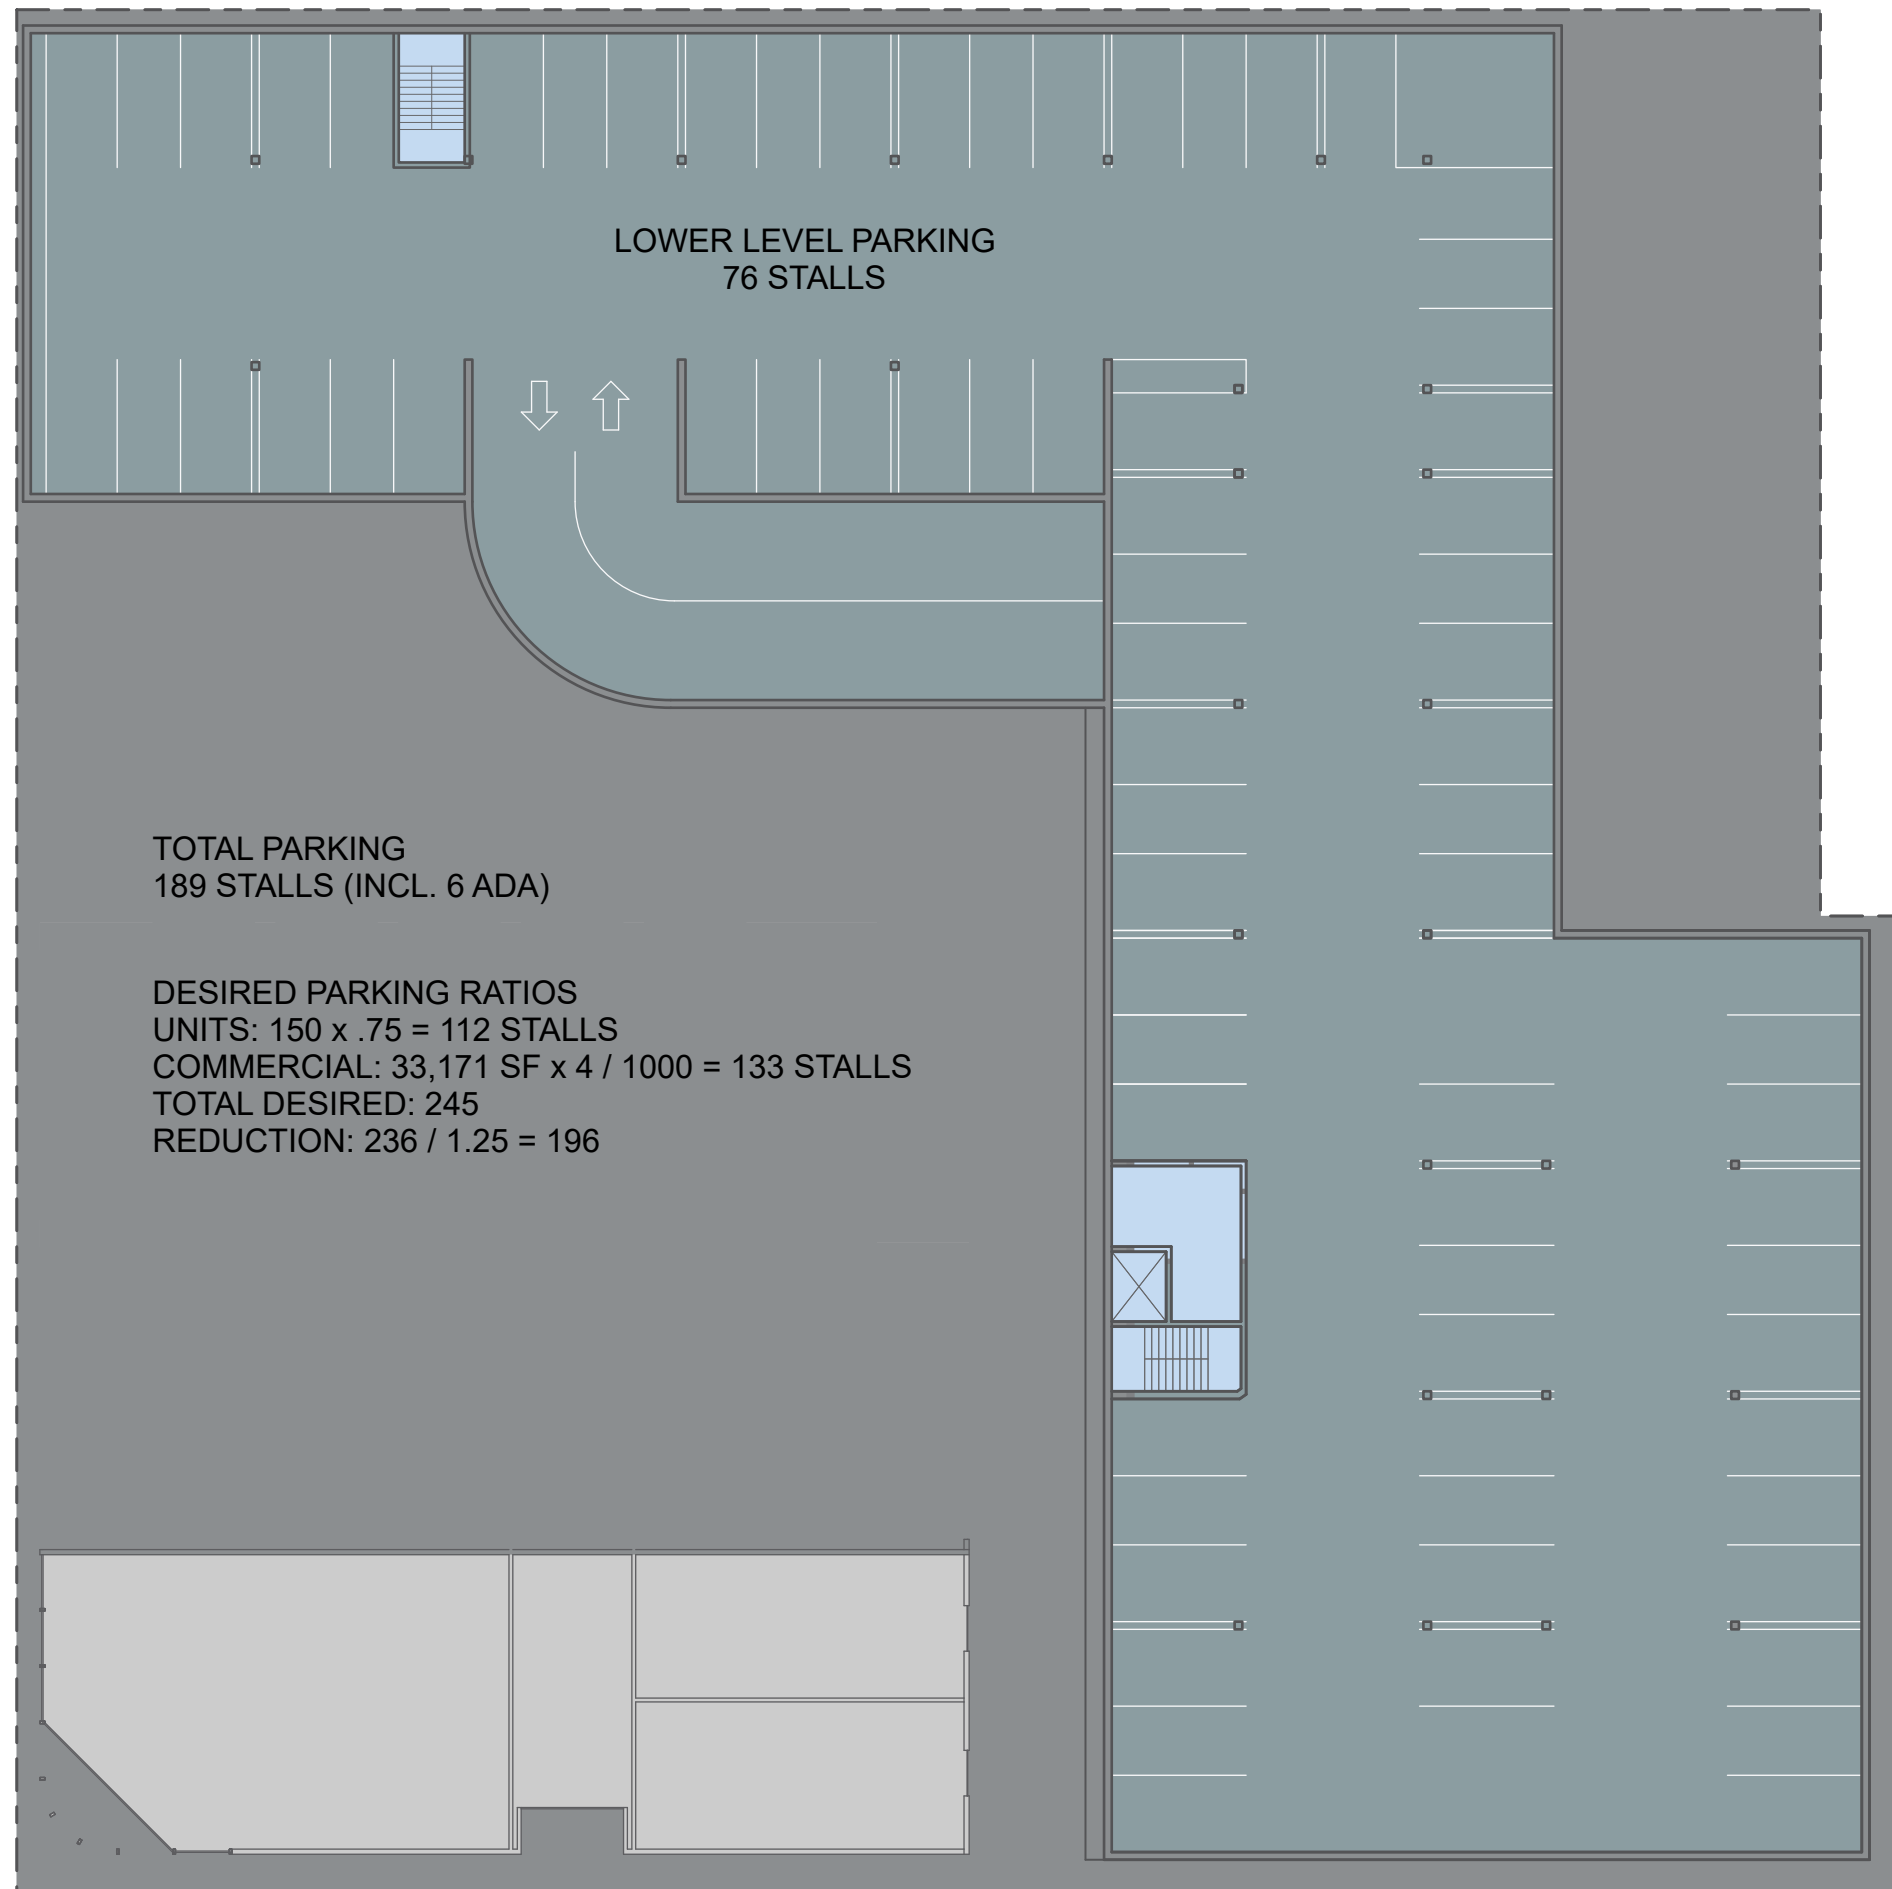 LOWER LEVEL PARKING
76 STALLS
TOTAL PARKING
189 STALLS (INCL. 6 ADA)
DESIRED PARKING RATIOS
UNITS: 150 x .75 = 112 STALLS
COMMERCIAL: 33,171 SF x 4 / 1000 = 133 STALLS
TOTAL DESIRED: 245
REDUCTION: 236 / 1.25 = 196